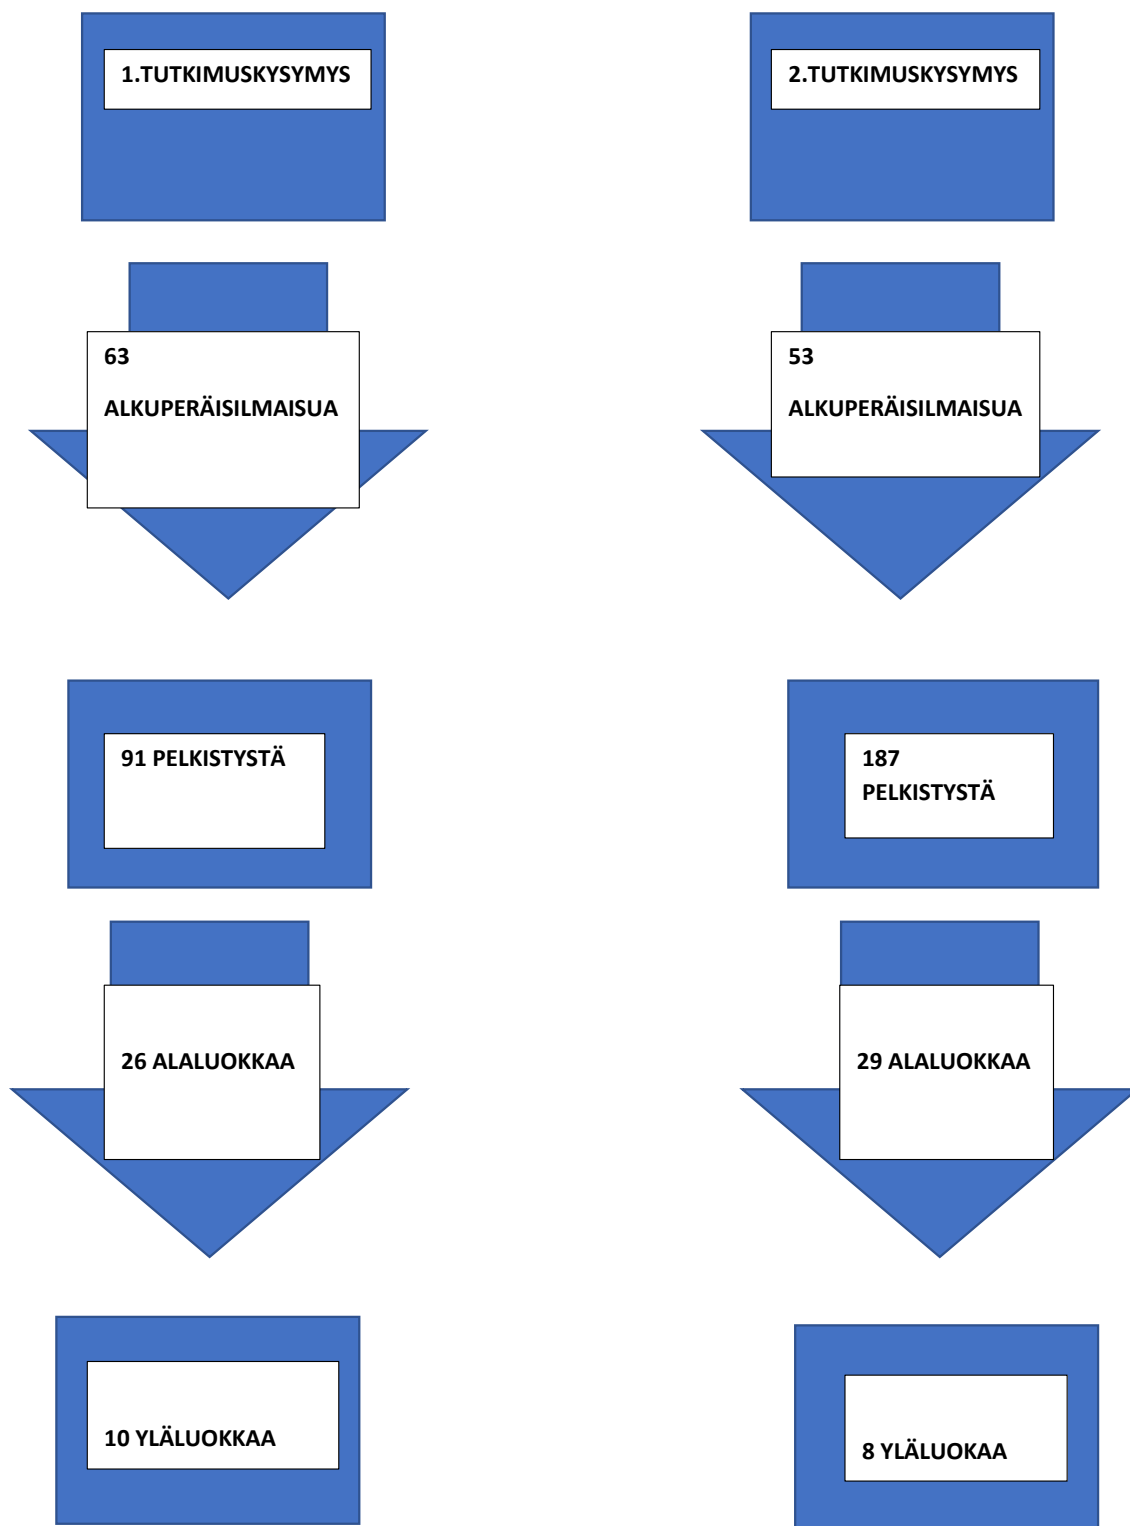 1.TUTKIMUSKYSYMYS
2.TUTKIMUSKYSYMYS
63
ALKUPERÄISILMAISUA
53
ALKUPERÄISILMAISUA
91 PELKISTYSTÄ
187
PELKISTYSTÄ
26 ALALUOKKAA
29 ALALUOKKAA
10 YLÄLUOKKAA
8 YLÄLUOKAA